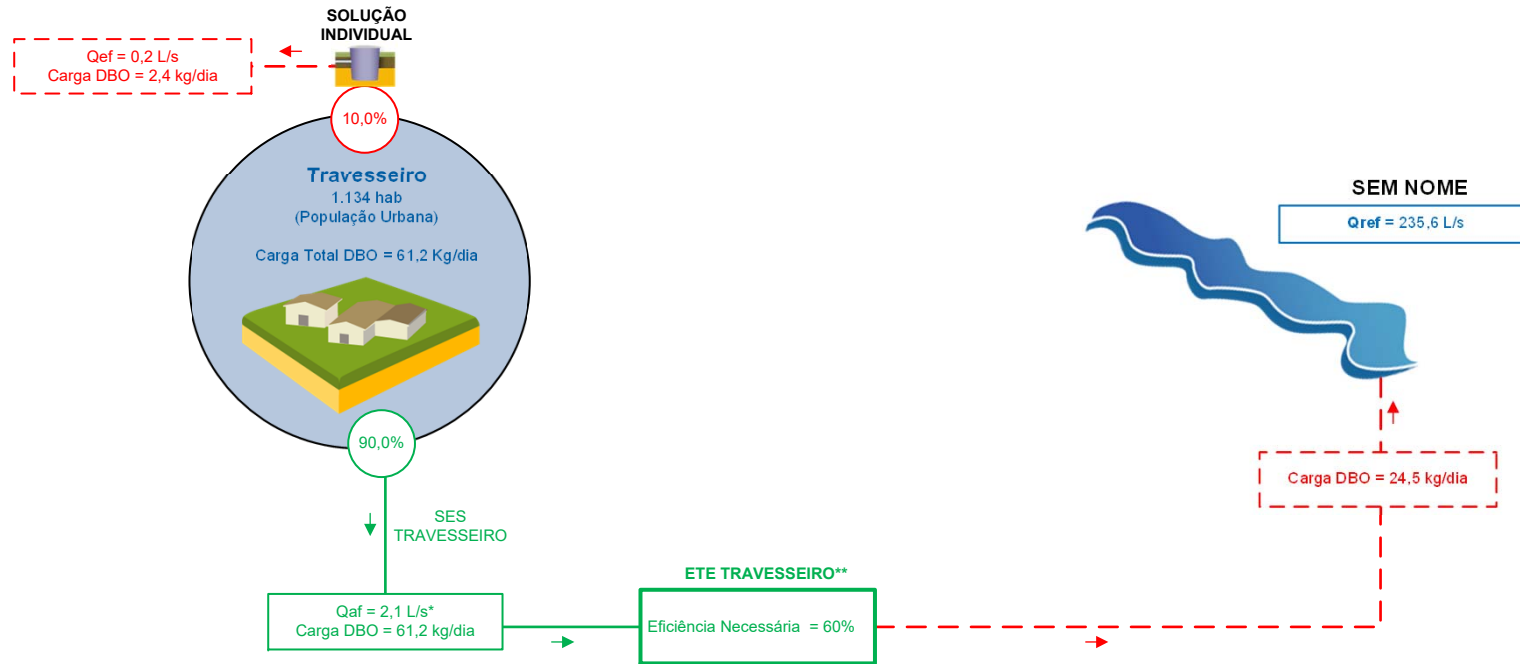 SOLUÇÃO
INDIVIDUAL
Qef = 0,2 L/s
Carga DBO = 2,4 kg/dia
10,0%
Travesseiro
1.134 hab
(População Urbana)
Carga Total DBO = 61,2 Kg/dia
90,0%
SES
TRAVESSEIRO
Qaf = 2,1 L/s*
Carga DBO = 61,2 kg/dia
ETE TRAVESSEIRO**
Eficiência Necessária = 60%
SEM NOME
Qref = 235,6 L/s
Carga DBO = 24,5 kg/dia